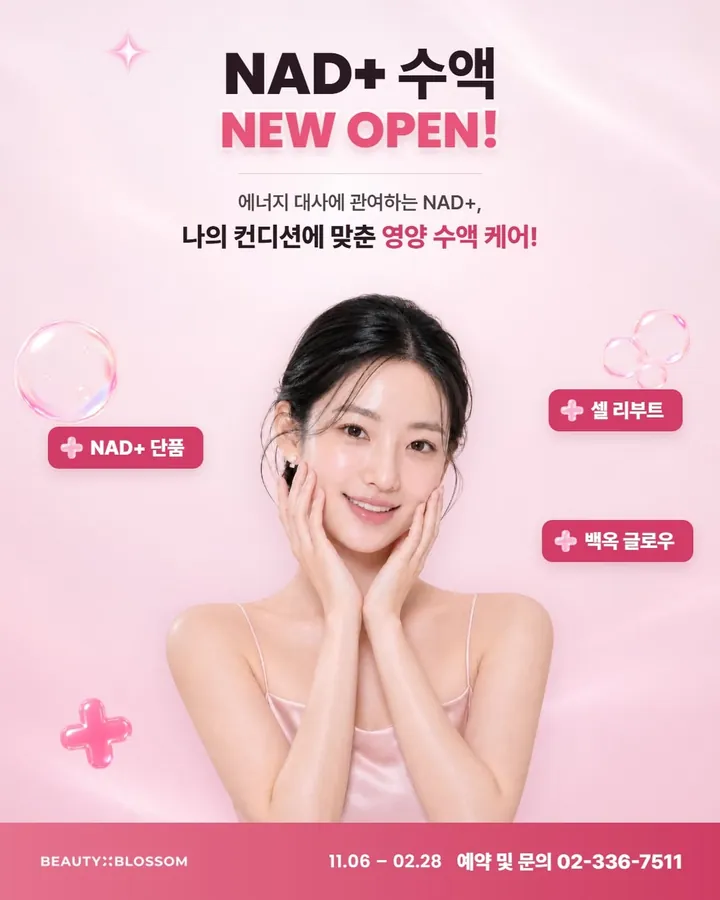 NAD+ 수액
NEW OPEN!
에너지 대사에 관여하는 NAD+,
나의 컨디션에 맞춘 영양 수액 케어!
셀 리부트
NAD+ 단품
백옥 글로우
BEAUTY::BLOSSOM
11.06 – 02.28 예약 및 문의 02-336-7511